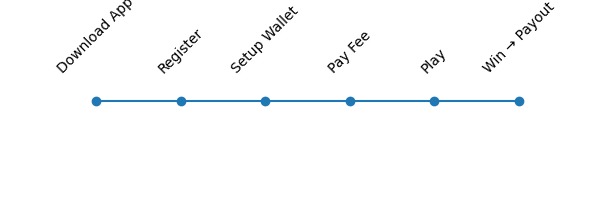 Download App
Register
Setup Wallet
Pay Fee
Play
Win → Payout